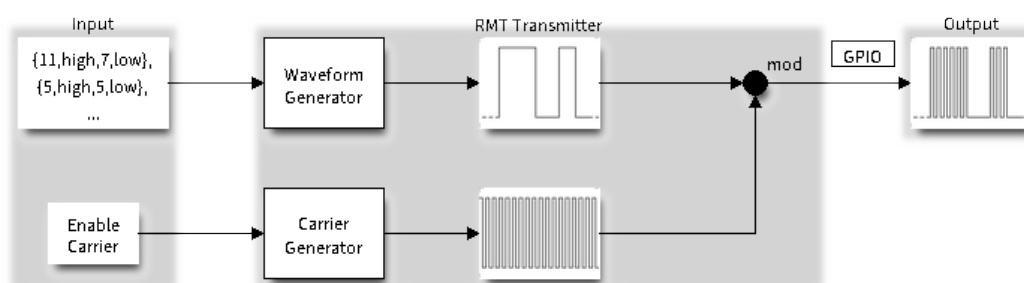 Input
RMT Transmitter
Output
{11,high,7,low},
{5,high,5,low},
...
Waveform
Generator
mod
GPIO
Enable
Carrier
Carrier
Generator